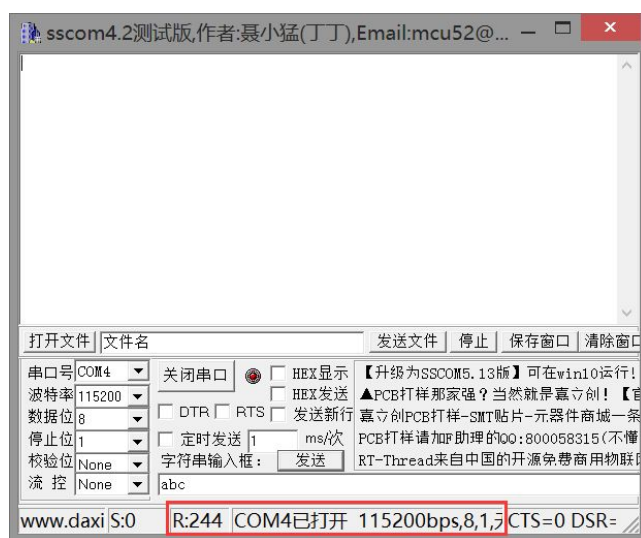 sscom4.2测试版,作者:聂小猛(丁丁),Email:mcu52@...
打开文件 文件名 发送文件 停止 保存窗口 清除窗口
串口号 COM4 关闭串口 HEX显示 【升级为SSCOM5.13版】可在win10运行!
波特率 115200 HEX发送 ▲PCB打样那家强?当然就是嘉立创!【官
数据位 8 DTR RTS 发送新行 嘉立创PCB打样-SMT贴片-元器件商城一条
停止位 1 定时发送 1 ms/次 PCB打样请加F助理的QQ:800058315(不懂
校验位 None 字符串输入框: 发送 RT-Thread来自中国的开源免费商用物联
流 控 None abc
www.daxi S:0 R:244 COM4已打开 115200bps,8,1, CTS=0 DSR=